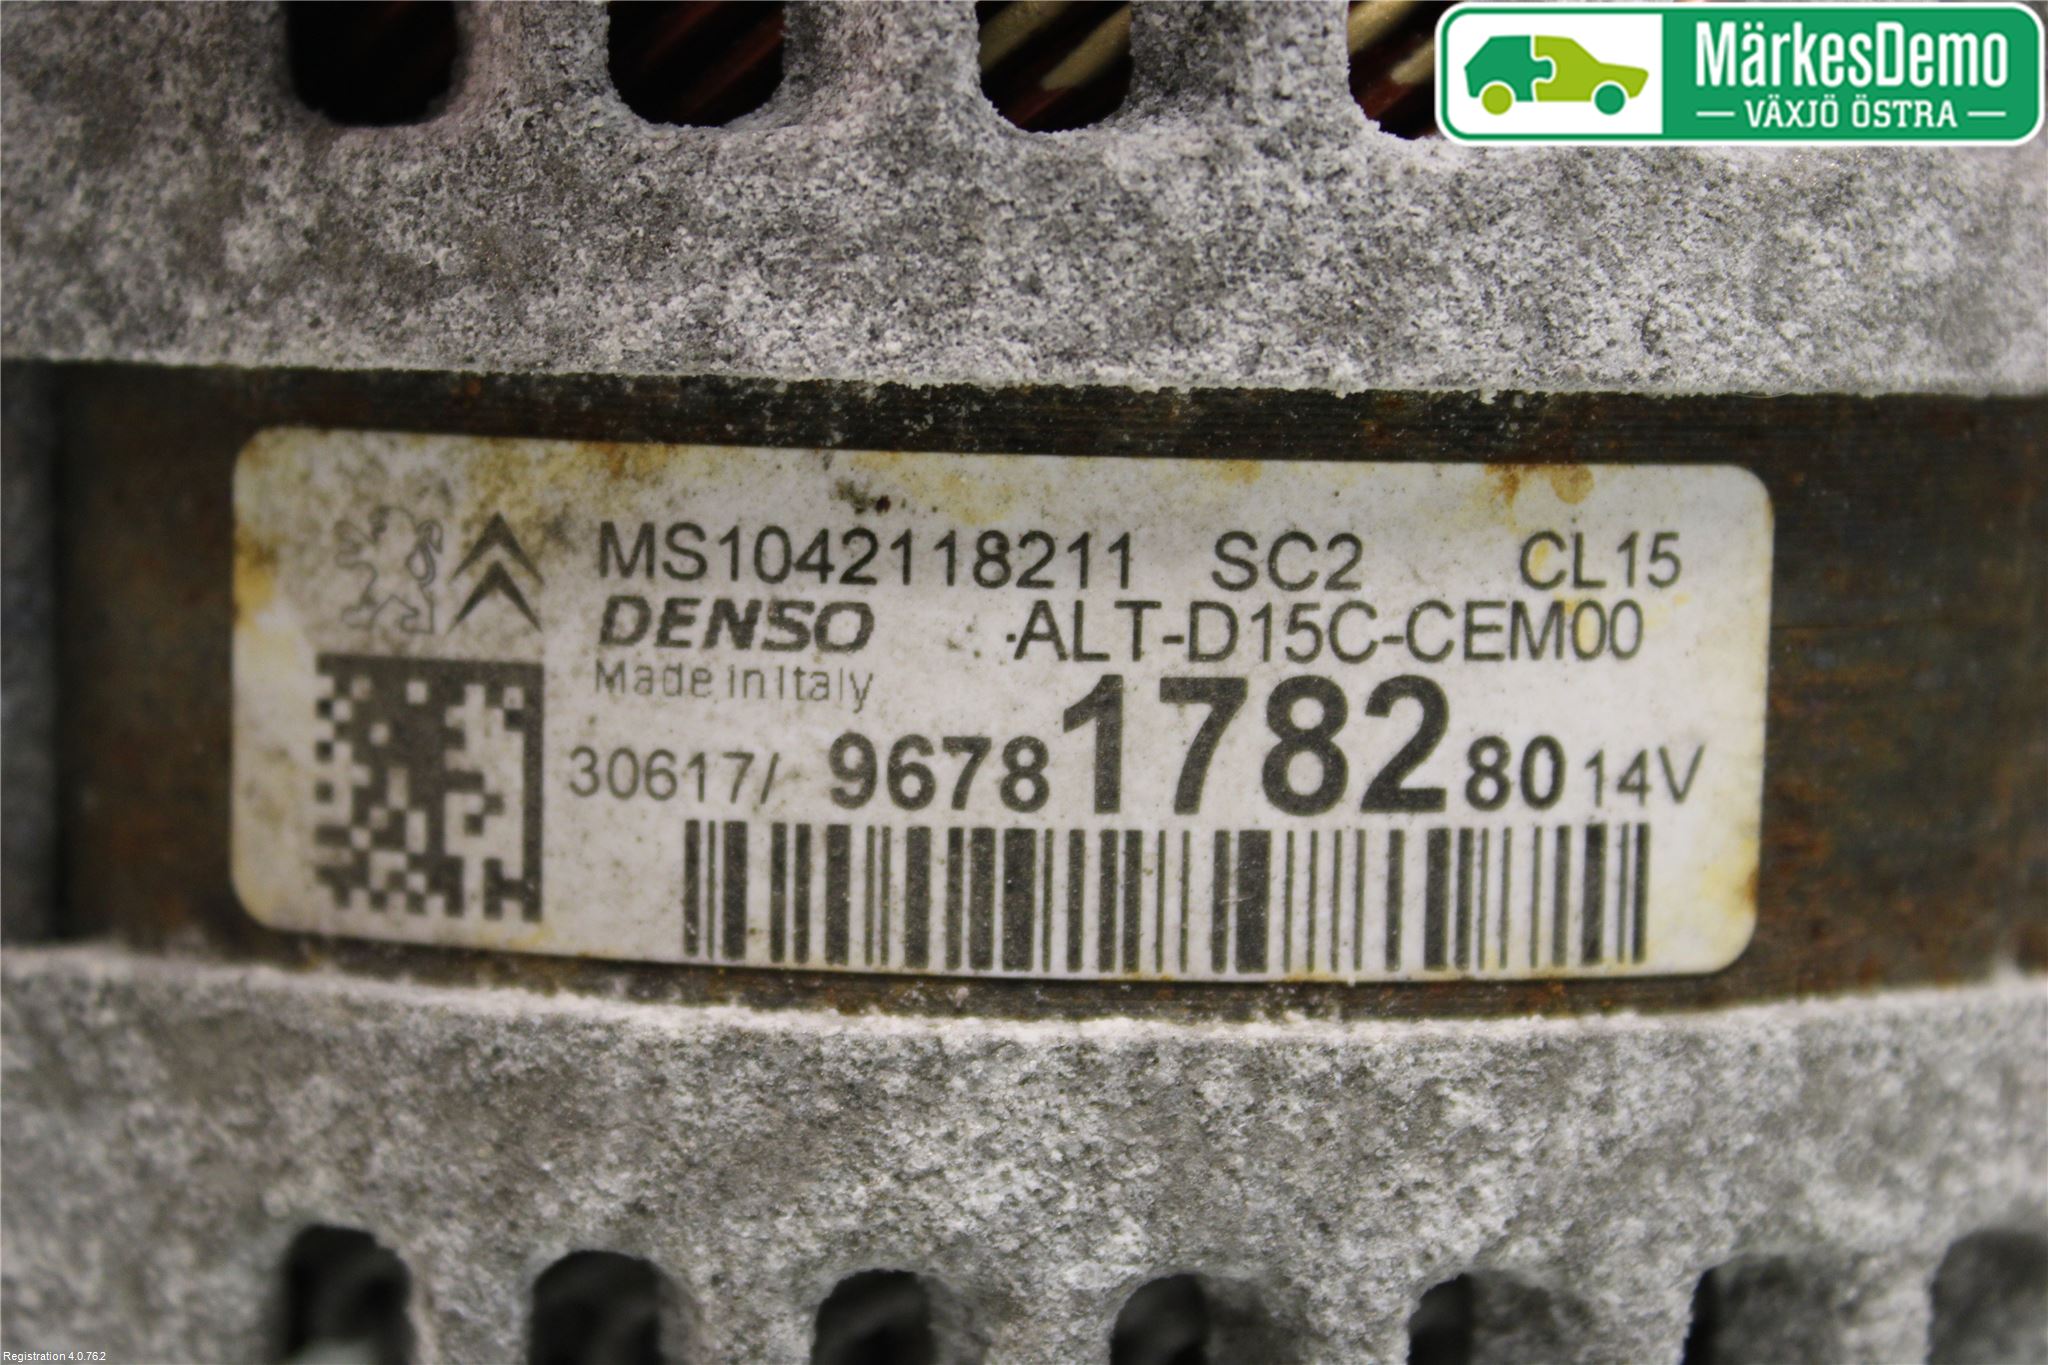 MärkesDemo
VÄXJÖ ÖSTRA
MS1042118211 SC2 CL15
DENSO ALT-D15C-CEM00
Made in Italy
30617/ 9678178280 14V
Registration 4.0.762